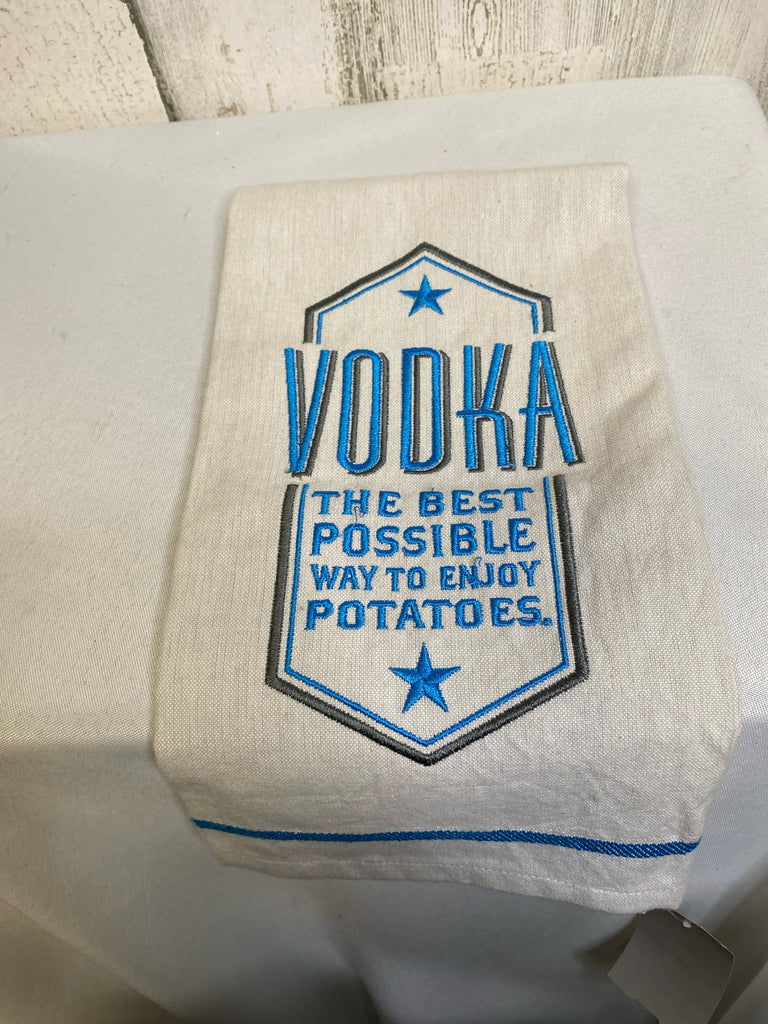 VODKA
THE BEST
POSSIBLE
WAY TO ENJOY
POTATOES.